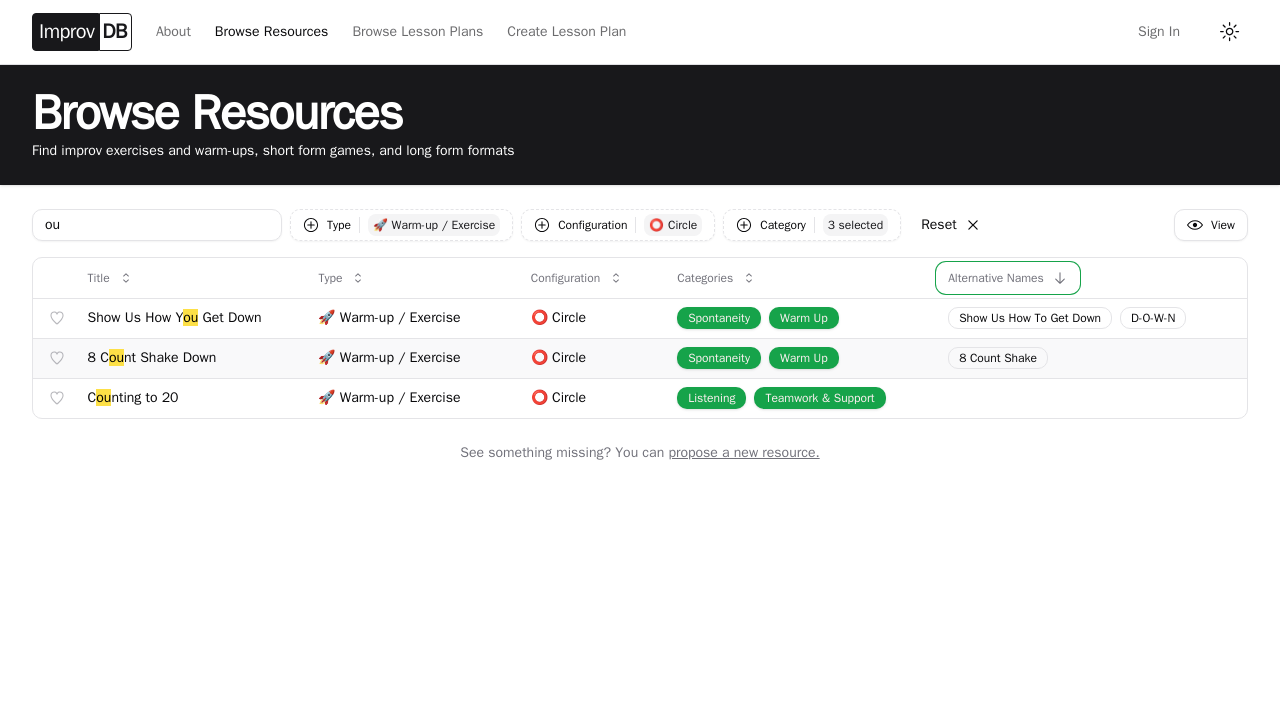 Improv DB About Browse Resources Browse Lesson Plans Create Lesson Plan Sign In
Browse Resources
Find improv exercises and warm-ups, short form games, and long form formats
ou Type 🚀 Warm-up / Exercise Configuration ⭕ Circle Category 3 selected Reset View
Title Type Configuration Categories Alternative Names
Show Us How You Get Down 🚀 Warm-up / Exercise ⭕ Circle Spontaneity Warm Up Show Us How To Get Down D-O-W-N
8 Count Shake Down 🚀 Warm-up / Exercise ⭕ Circle Spontaneity Warm Up 8 Count Shake
Counting to 20 🚀 Warm-up / Exercise ⭕ Circle Listening Teamwork & Support
See something missing? You can propose a new resource.